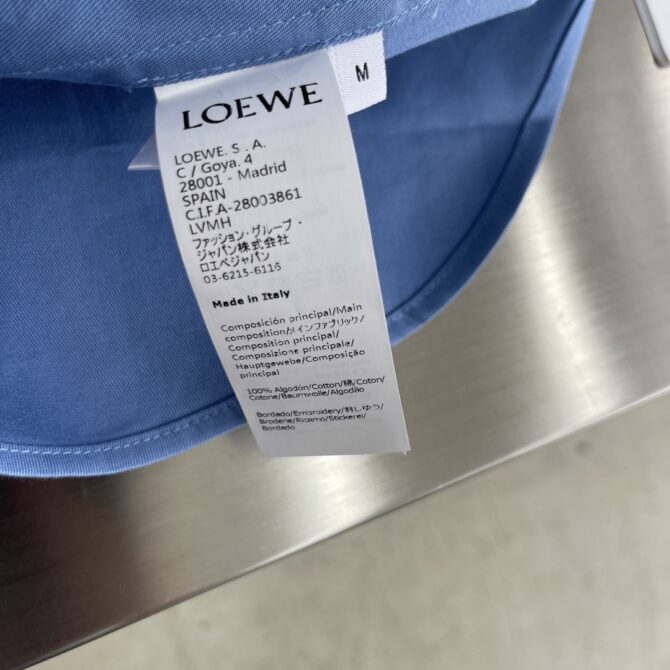 M
LOEWE
LOEWE. S . A.
C / Goya. 4
28001 - Madrid
SPAIN
C.I.F.A-28003861
LVMH
ファッション・グループ・
ジャパン株式会社
ロエベジャパン
03-6215-6116
Made in Italy
Composición principal/Main
composition/メインファブリック/
Composition principal/
Composizione principale/
Hauptgewebe/Composição
principal
100% Algodón/Cotton/綿/Coton/
Cotone/Baumwolle/Algodão
Bordado/Embroidery/刺しゆう/
Broderie/Ricamo/Stickerei/
Bordado